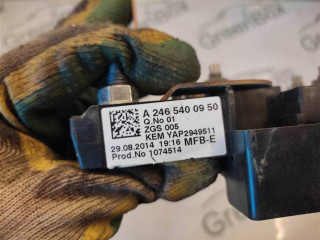 A 246 540 09 50
Q.No 01
ZGS 005
KEM YAP2949511
29.08.2014 19:16 MFB-E
Prod.No 1074514